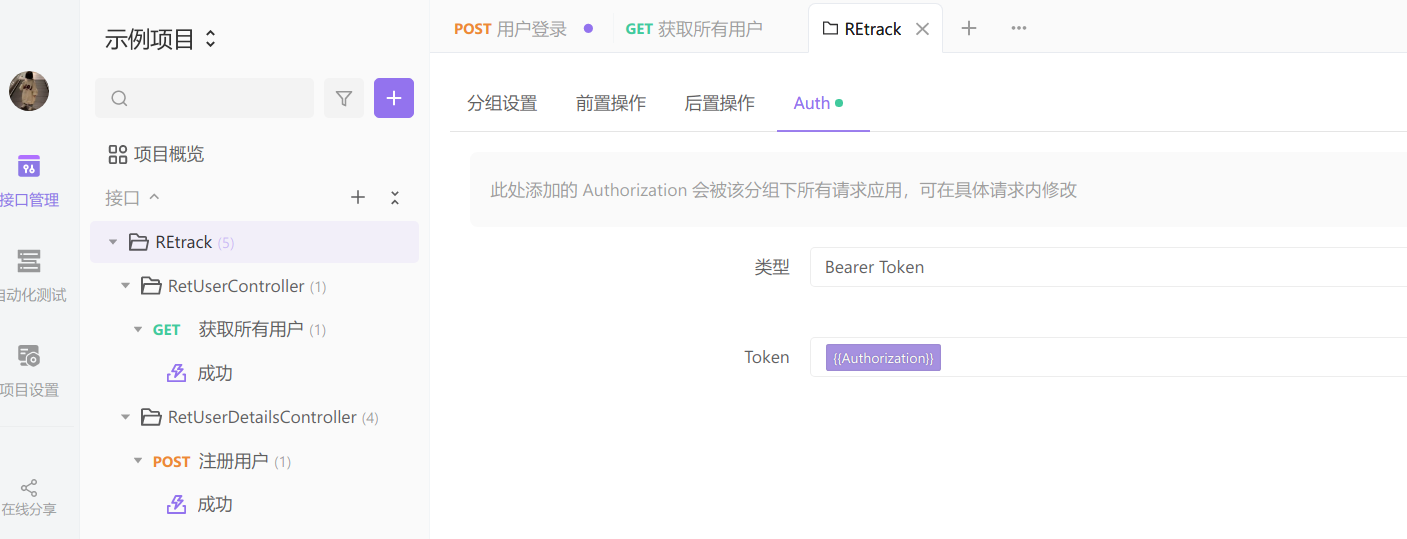 示例项目
项目概览
接口
REtrack (5)
RetUserController (1)
GET 获取所有用户 (1)
成功
RetUserDetailsController (4)
POST 注册用户 (1)
成功
接口管理
自动化测试
项目设置
在线分享
POST 用户登录
GET 获取所有用户
REtrack
分组设置
前置操作
后置操作
Auth
此处添加的 Authorization 会被该分组下所有请求应用，可在具体请求内修改
类型
Bearer Token
Token
{{Authorization}}